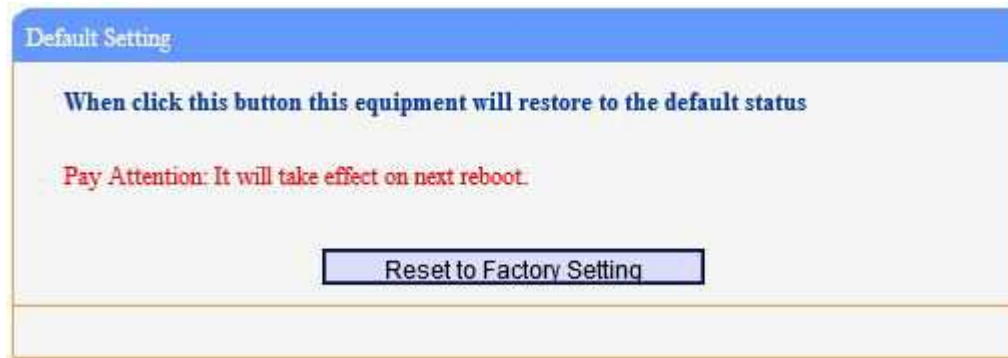 Default Setting
When click this button this equipment will restore to the default status
Pay Attention: It will take effect on next reboot.
Reset to Factory Setting